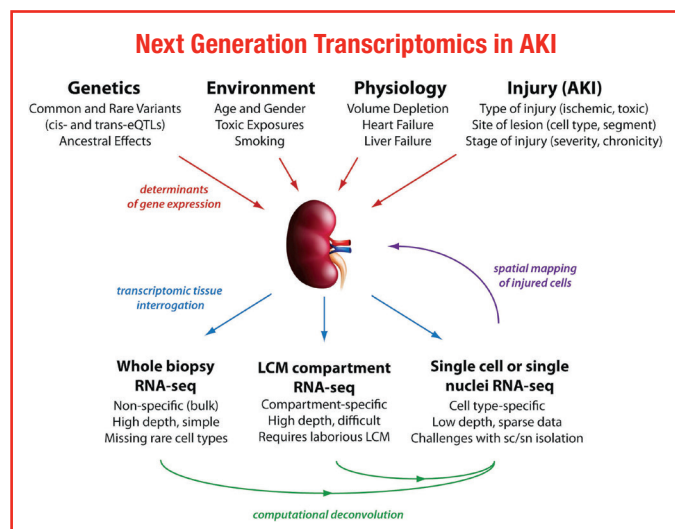 Next Generation Transcriptomics in AKI
Genetics
Common and Rare Variants
(cis- and trans-eQTLs)
Ancestral Effects
Environment
Age and Gender
Toxic Exposures
Smoking
Physiology
Volume Depletion
Heart Failure
Liver Failure
Injury (AKI)
Type of injury (ischemic, toxic)
Site of lesion (cell type, segment)
Stage of injury (severity, chronicity)
determinants
of gene expression
spatial mapping
of injured cells
transcriptomic tissue
interrogation
Whole biopsy
RNA-seq
Non-specific (bulk)
High depth, simple
Missing rare cell types
LCM compartment
RNA-seq
Compartment-specific
High depth, difficult
Requires laborious LCM
Single cell or single
nuclei RNA-seq
Cell type-specific
Low depth, sparse data
Challenges with sc/sn isolation
computational deconvolution